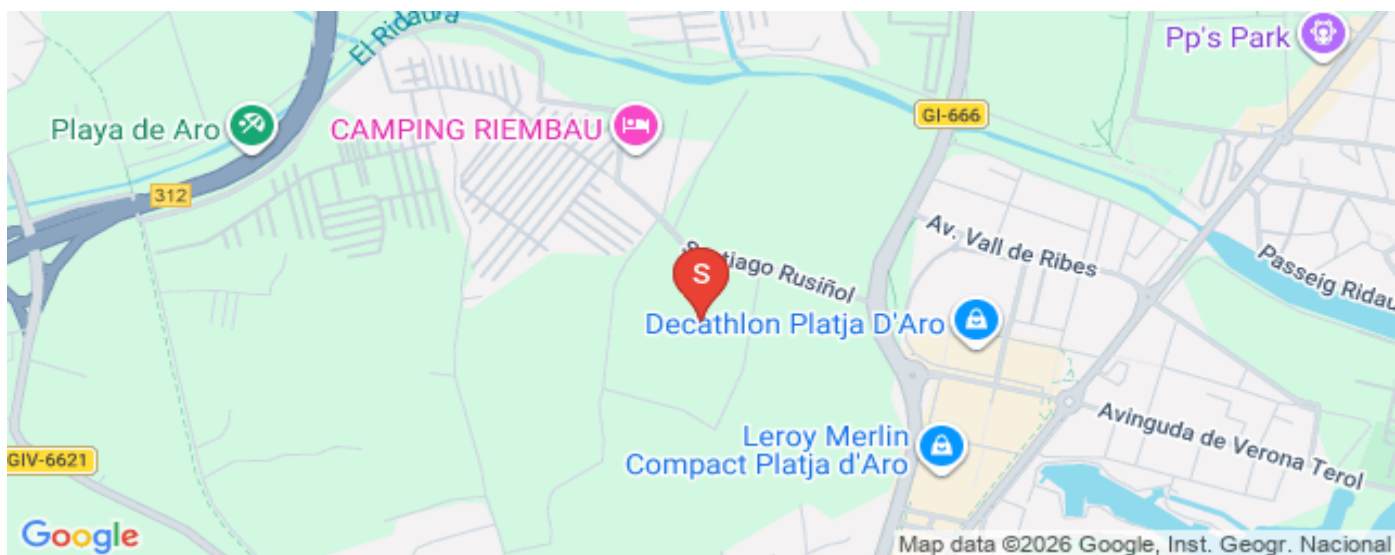 El Ridaura
Pp's Park
Playa de Aro
CAMPING RIEMBAU
GI-666
312
Av. Vall de Ribes
Passeig Ridau
S
tiago Rusiñol
Decathlon Platja D'Aro
Leroy Merlin
Compact Platja d'Aro
Avinguda de Verona Terol
GIV-6621
Google
Map data ©2026 Google, Inst. Geogr. Nacional